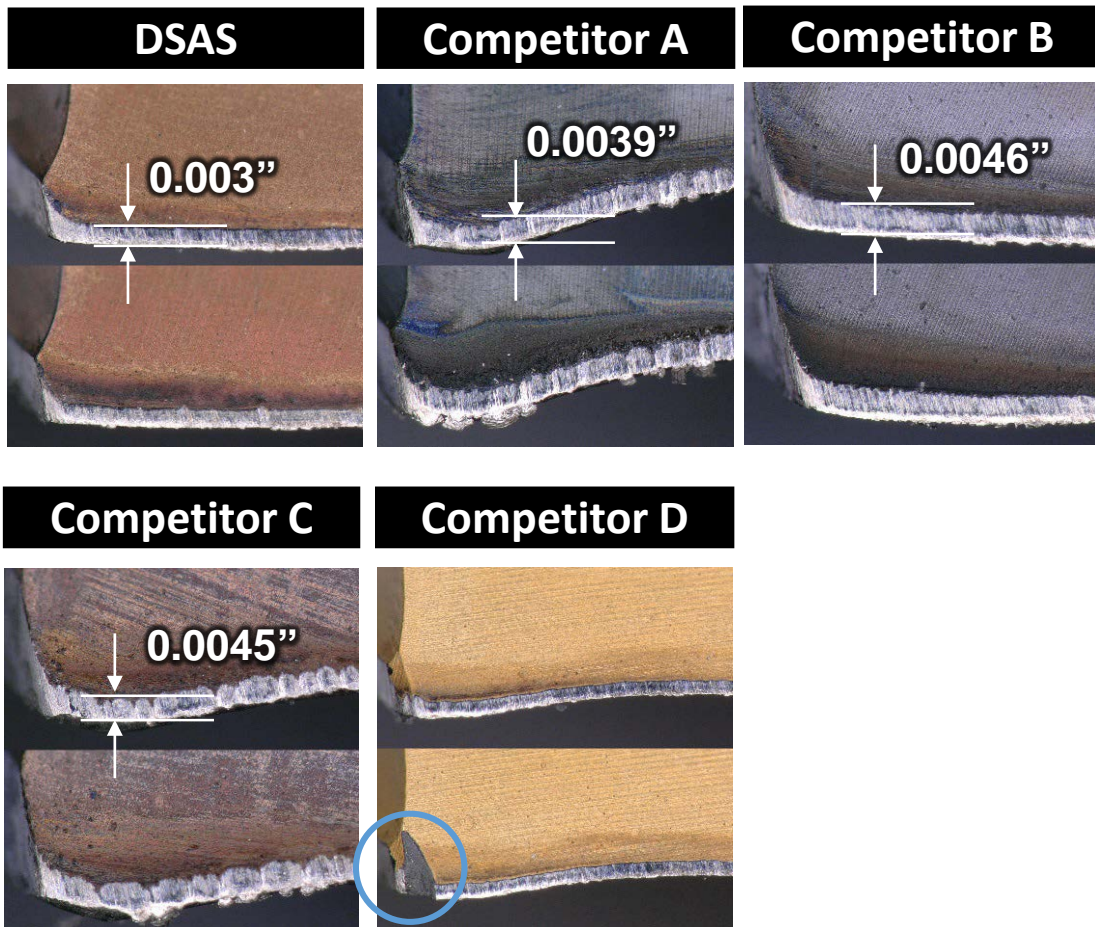 DSAS
Competitor A
Competitor B
0.003”
0.0039”
0.0046”
Competitor C
Competitor D
0.0045”